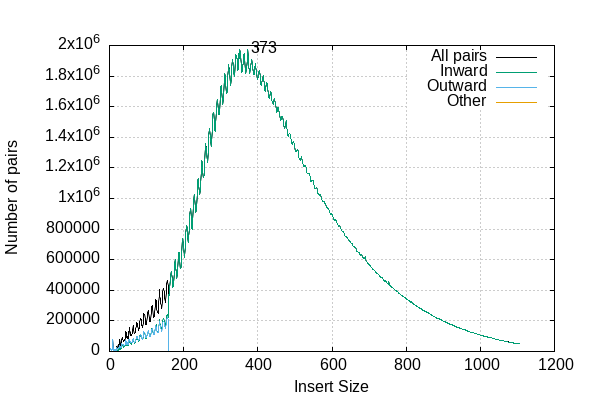 373
2x10^6
1.8x10^6
1.6x10^6
1.4x10^6
1.2x10^6
1x10^6
800000
600000
400000
200000
0
Number of pairs
All pairs
Inward
Outward
Other
0 200 400 600 800 1000 1200
Insert Size